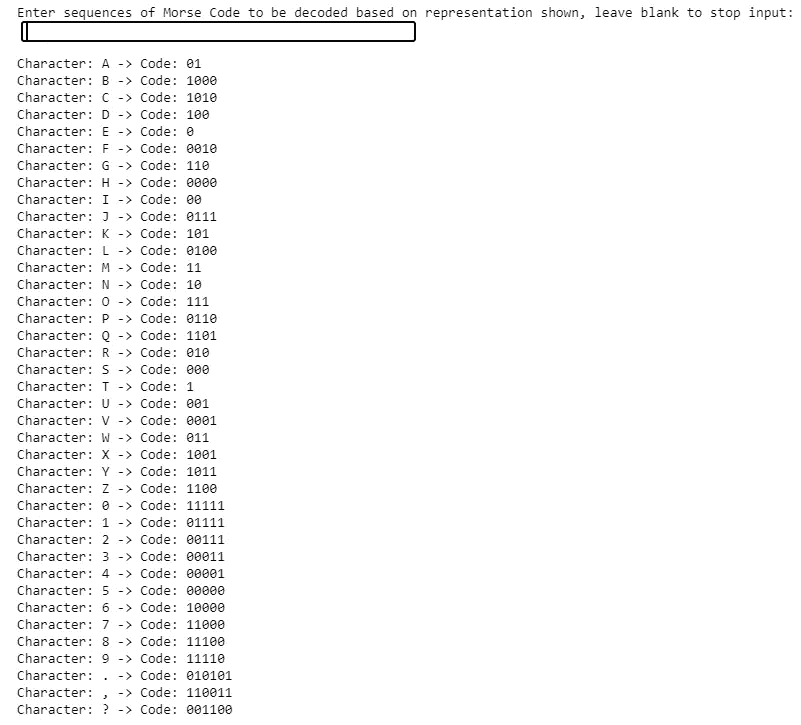 Enter sequences of Morse Code to be decoded based on representation shown, leave blank to stop input:
Character: A -> Code: 01
Character: B -> Code: 1000
Character: C -> Code: 1010
Character: D -> Code: 100
Character: E -> Code: 0
Character: F -> Code: 0010
Character: G -> Code: 110
Character: H -> Code: 0000
Character: I -> Code: 00
Character: J -> Code: 0111
Character: K -> Code: 101
Character: L -> Code: 0100
Character: M -> Code: 11
Character: N -> Code: 10
Character: O -> Code: 111
Character: P -> Code: 0110
Character: Q -> Code: 1101
Character: R -> Code: 010
Character: S -> Code: 000
Character: T -> Code: 1
Character: U -> Code: 001
Character: V -> Code: 0001
Character: W -> Code: 011
Character: X -> Code: 1001
Character: Y -> Code: 1011
Character: Z -> Code: 1100
Character: 0 -> Code: 11111
Character: 1 -> Code: 01111
Character: 2 -> Code: 00111
Character: 3 -> Code: 00011
Character: 4 -> Code: 00001
Character: 5 -> Code: 00000
Character: 6 -> Code: 10000
Character: 7 -> Code: 11000
Character: 8 -> Code: 11100
Character: 9 -> Code: 11110
Character: . -> Code: 010101
Character: , -> Code: 110011
Character: ? -> Code: 001100